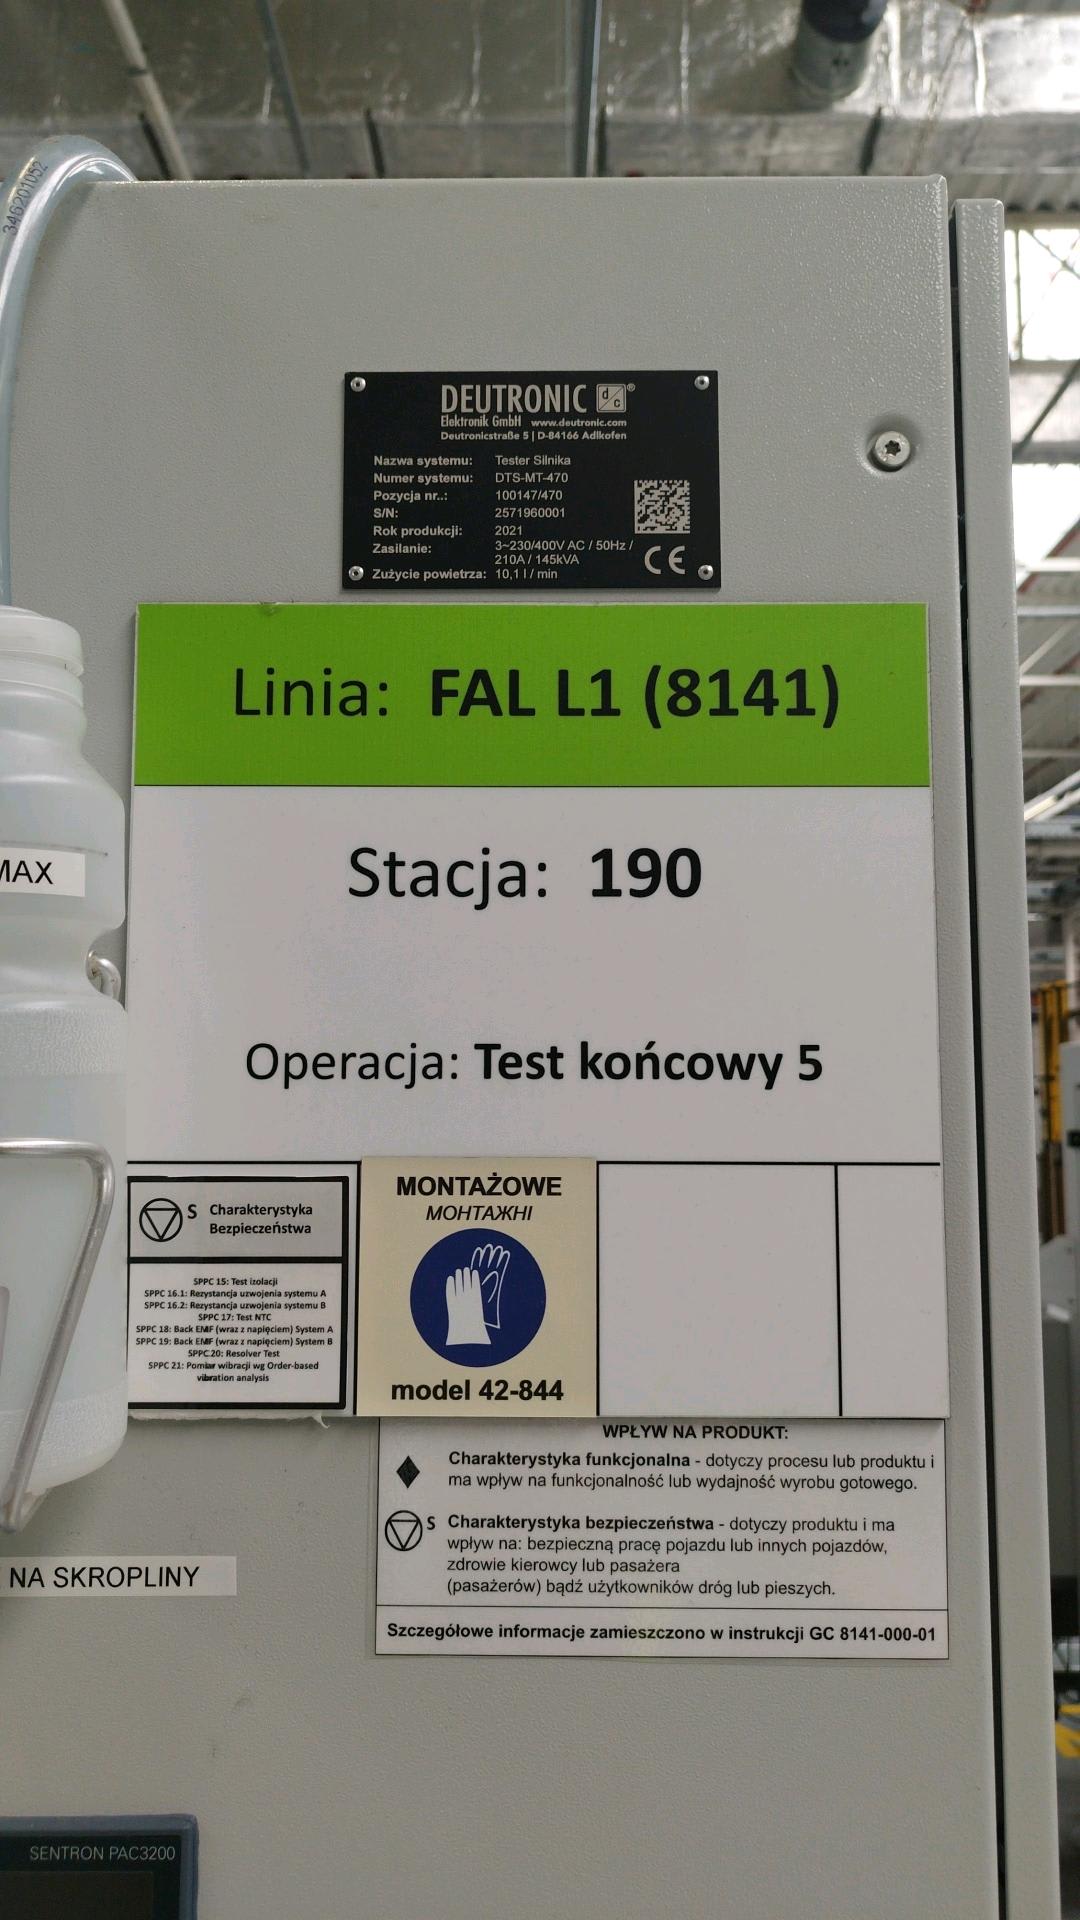 346201052
DEUTRONIC d/c ®
Elektronik GmbH www.deutronic.com
Deutronicstraße 5 | D-84166 Adlkofen
Nazwa systemu: Tester Silnika
Numer systemu: DTS-MT-470
Pozycja nr..: 100147/470
S/N: 2571960001
Rok produkcji: 2021
Zasilanie: 3~230/400V AC / 50Hz /
210A / 145kVA
Zużycie powietrza: 10,1 l / min
CE
Linia: FAL L1 (8141)
Stacja: 190
MAX
Operacja: Test końcowy 5
S Charakterystyka
Bezpieczeństwa
SPPC 15: Test izolacji
SPPC 16.1: Rezystancja uzwojenia systemu A
SPPC 16.2: Rezystancja uzwojenia systemu B
SPPC 17: Test NTC
SPPC 18: Back EMF (wraz z napięciem) System A
SPPC 19: Back EMF (wraz z napięciem) System B
SPPC 20: Resolver Test
SPPC 21: Pomiar wibracji wg Order-based
vibration analysis
MONTAŻOWE
МОНТАЖНІ
model 42-844
WPŁYW NA PRODUKT:
Charakterystyka funkcjonalna - dotyczy procesu lub produktu i
ma wpływ na funkcjonalność lub wydajność wyrobu gotowego.
S Charakterystyka bezpieczeństwa - dotyczy produktu i ma
wpływ na: bezpieczną pracę pojazdu lub innych pojazdów,
zdrowie kierowcy lub pasażera
(pasażerów) bądź użytkowników dróg lub pieszych.
Szczegółowe informacje zamieszczono w instrukcji GC 8141-000-01
NA SKROPLINY
SENTRON PAC3200